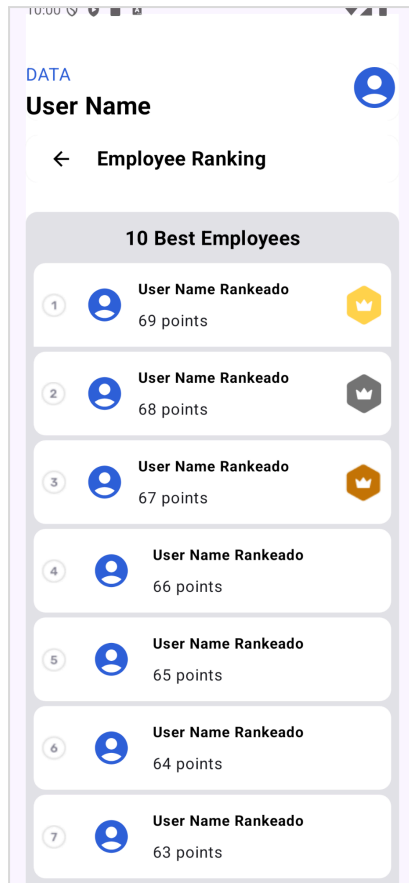 10:00
DATA
User Name
Employee Ranking
10 Best Employees
1
User Name Rankeado
69 points
2
User Name Rankeado
68 points
3
User Name Rankeado
67 points
4
User Name Rankeado
66 points
5
User Name Rankeado
65 points
6
User Name Rankeado
64 points
7
User Name Rankeado
63 points